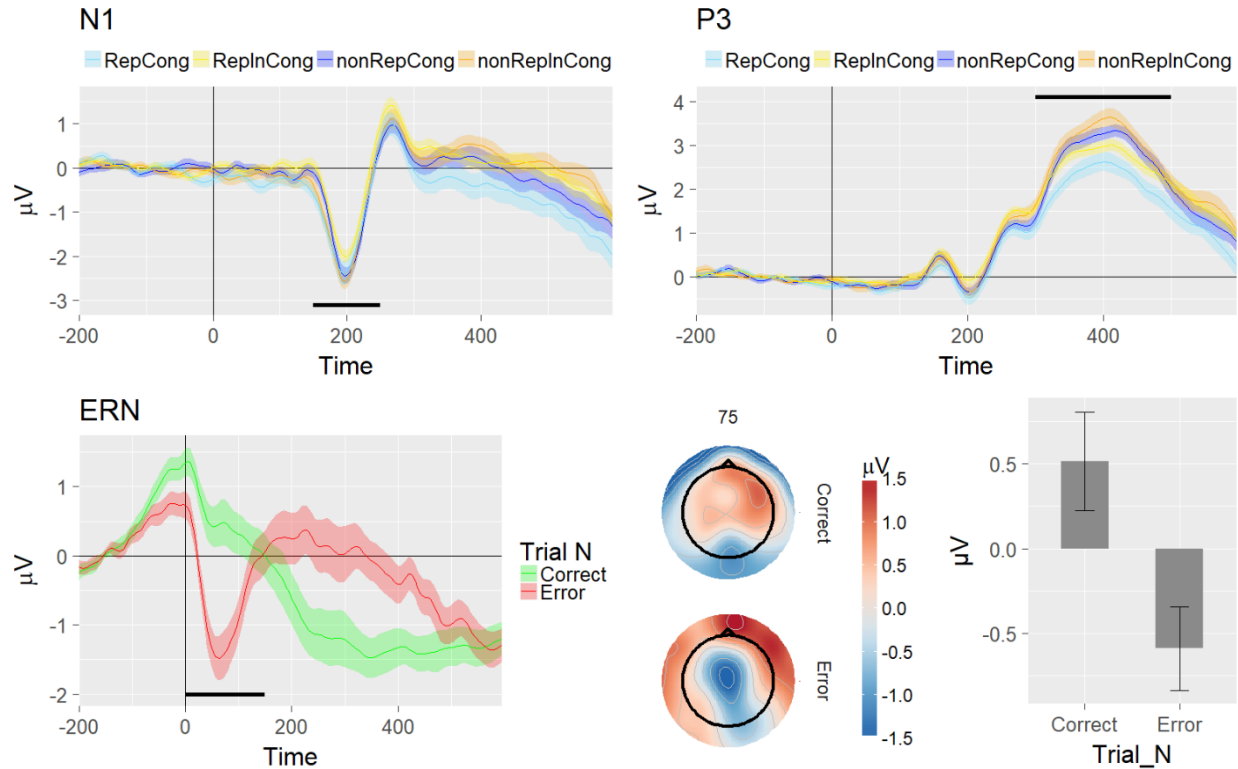 N1
RepCong RepInCong nonRepCong nonRepInCong
1
0
-1
-2
-3
μV
-200 0 200 400
Time
P3
RepCong RepInCong nonRepCong nonRepInCong
4
3
2
1
0
μV
-200 0 200 400
Time
ERN
1
0
-1
-2
μV
-200 0 200 400
Time
Trial N
Correct
Error
75
Correct
Error
μV
1.5
1.0
0.5
0.0
-0.5
-1.0
-1.5
0.5
0.0
-0.5
μV
Correct Error
Trial_N